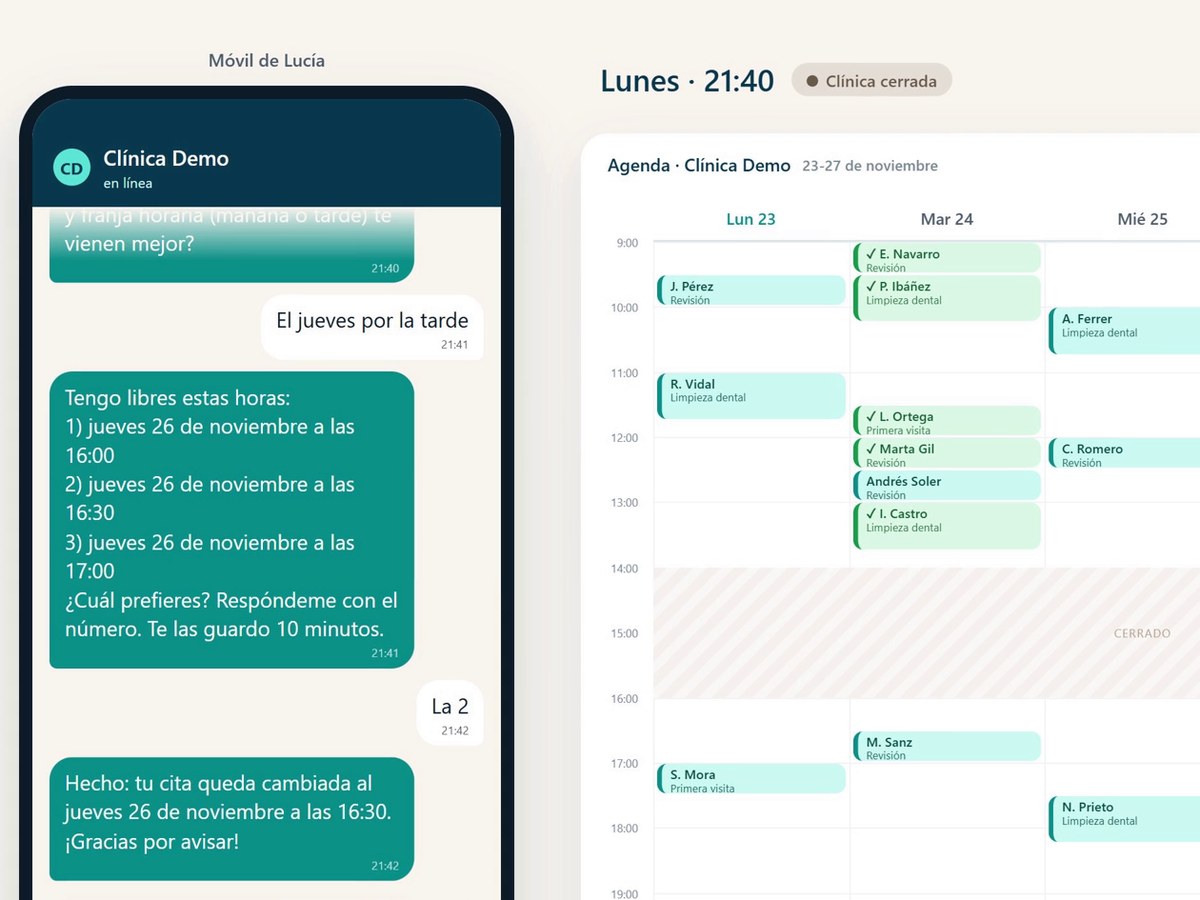 Móvil de Lucía
CD
Clínica Demo
en línea
y franja horaria (mañana o tarde) te
vienen mejor?
21:40
El jueves por la tarde
21:41
Tengo libres estas horas:
1) jueves 26 de noviembre a las
16:00
2) jueves 26 de noviembre a las
16:30
3) jueves 26 de noviembre a las
17:00
¿Cuál prefieres? Respóndeme con el
número. Te las guardo 10 minutos.
21:41
La 2
21:42
Hecho: tu cita queda cambiada al
jueves 26 de noviembre a las 16:30.
¡Gracias por avisar!
21:42
Lunes · 21:40
Clínica cerrada
Agenda · Clínica Demo 23-27 de noviembre
Lun 23 Mar 24 Mié 25
9:00
✓ E. Navarro
Revisión
J. Pérez
Revisión
✓ P. Ibáñez
Limpieza dental
10:00
A. Ferrer
Limpieza dental
11:00
R. Vidal
Limpieza dental
✓ L. Ortega
Primera visita
12:00
✓ Marta Gil
Revisión
C. Romero
Revisión
Andrés Soler
Revisión
13:00
✓ I. Castro
Limpieza dental
14:00
15:00
CERRADO
16:00
M. Sanz
Revisión
17:00
S. Mora
Primera visita
N. Prieto
Limpieza dental
18:00
19:00